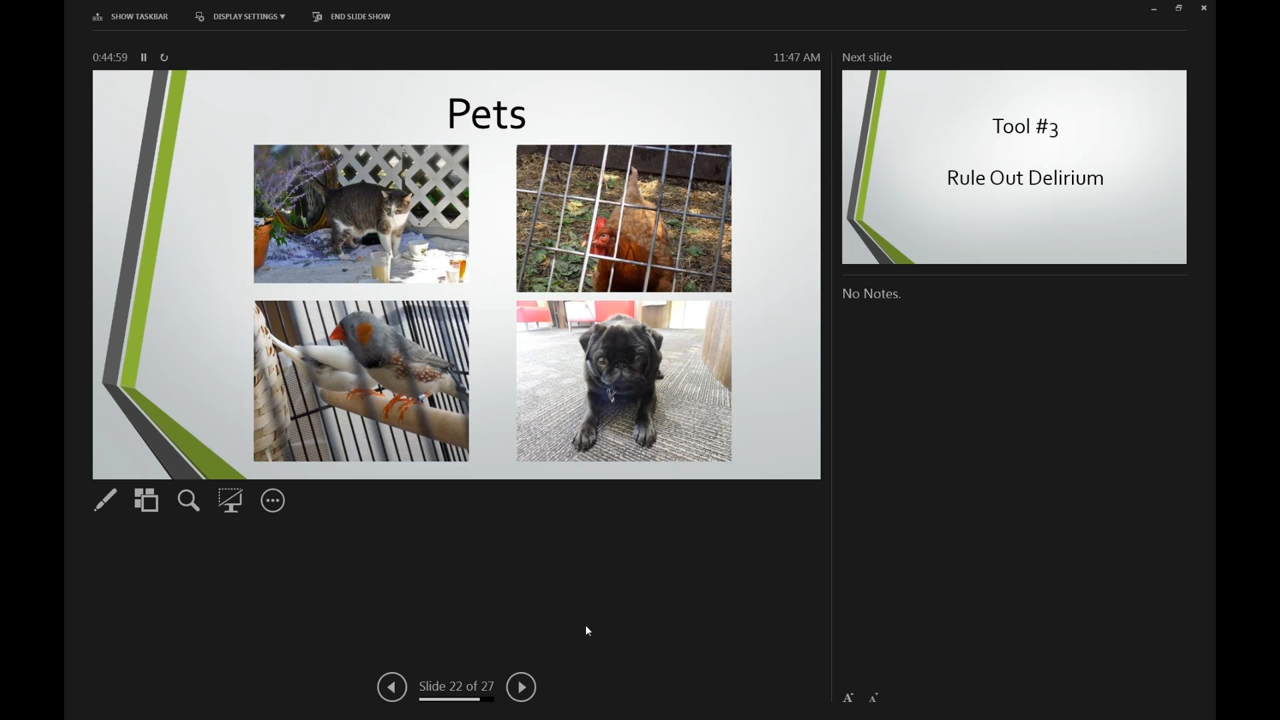 SHOW TASKBAR
DISPLAY SETTINGS ▾
END SLIDE SHOW
0:44:59
11:47 AM
Pets
Next slide
Tool #3
Rule Out Delirium
No Notes.
Slide 22 of 27
A A